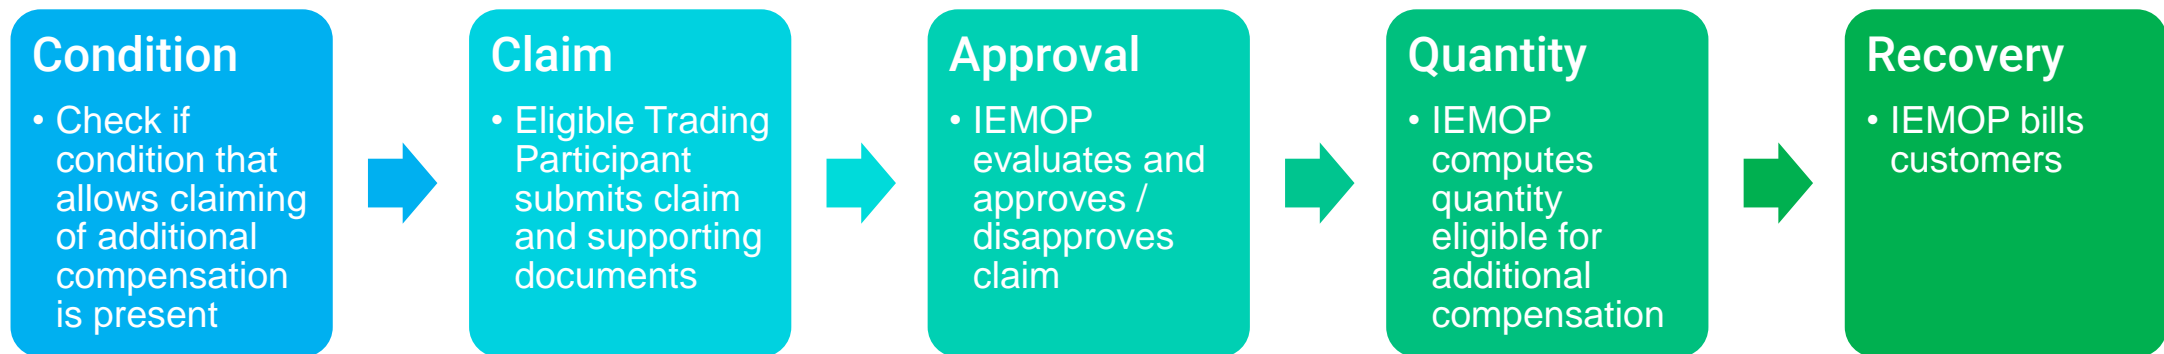 Condition
• Check if
condition that
allows claiming
of additional
compensation
is present
Claim
• Eligible Trading
Participant
submits claim
and supporting
documents
Approval
• IEMOP
evaluates and
approves /
disapproves
claim
Quantity
• IEMOP
computes
quantity
eligible for
additional
compensation
Recovery
• IEMOP bills
customers